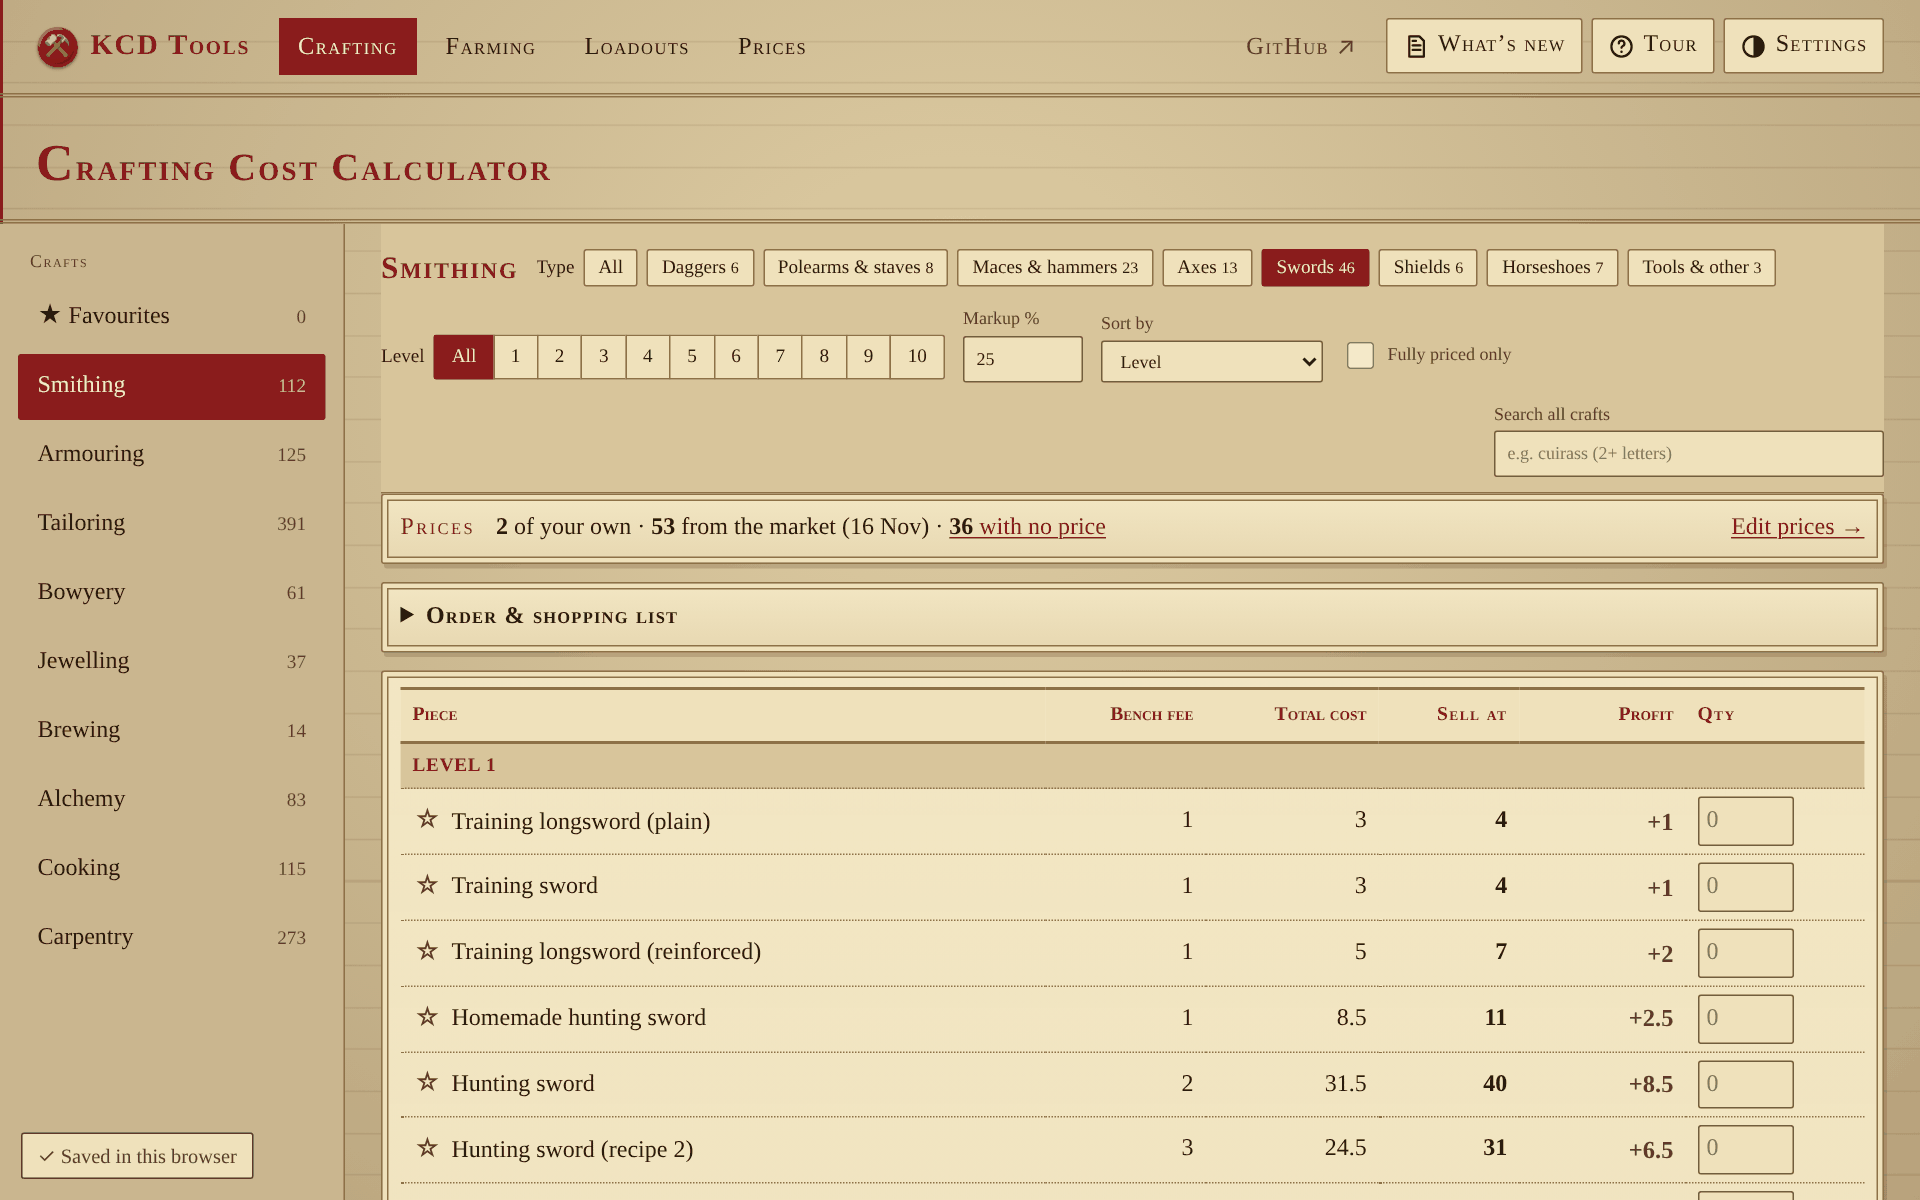 KCD Tools
Crafting
Farming
Loadouts
Prices
GitHub ↗
What's new
Tour
Settings
Crafting Cost Calculator
Crafts
★ Favourites 0
Smithing 112
Armouring 125
Tailoring 391
Bowyery 61
Jewelling 37
Brewing 14
Alchemy 83
Cooking 115
Carpentry 273
✓ Saved in this browser
Smithing Type All Daggers 6 Polearms & staves 8 Maces & hammers 23 Axes 13 Swords 46 Shields 6 Horseshoes 7 Tools & other 3
Level All 1 2 3 4 5 6 7 8 9 10
Markup %
25
Sort by
Level
Fully priced only
Search all crafts
e.g. cuirass (2+ letters)
Prices 2 of your own · 53 from the market (16 Nov) · 36 with no price Edit prices →
▶ Order & shopping list
Piece Bench fee Total cost Sell at Profit Qty
LEVEL 1
☆ Training longsword (plain) 1 3 4 +1 0
☆ Training sword 1 3 4 +1 0
☆ Training longsword (reinforced) 1 5 7 +2 0
☆ Homemade hunting sword 1 8.5 11 +2.5 0
☆ Hunting sword 2 31.5 40 +8.5 0
☆ Hunting sword (recipe 2) 3 24.5 31 +6.5 0